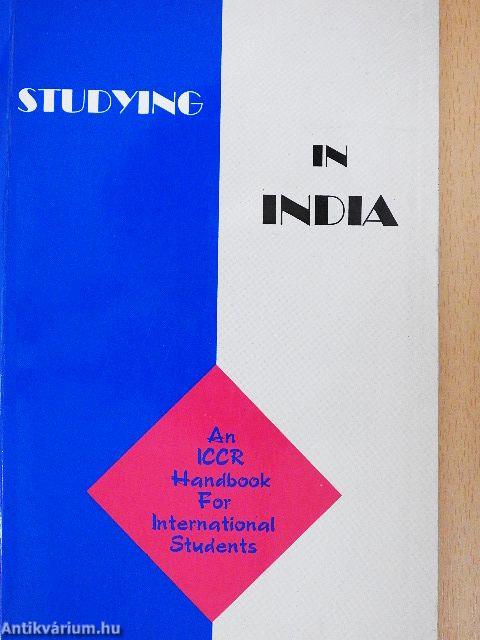 STUDYING
IN
INDIA
An
ICCR
Handbook
For
International
Students
Antikvárium.hu